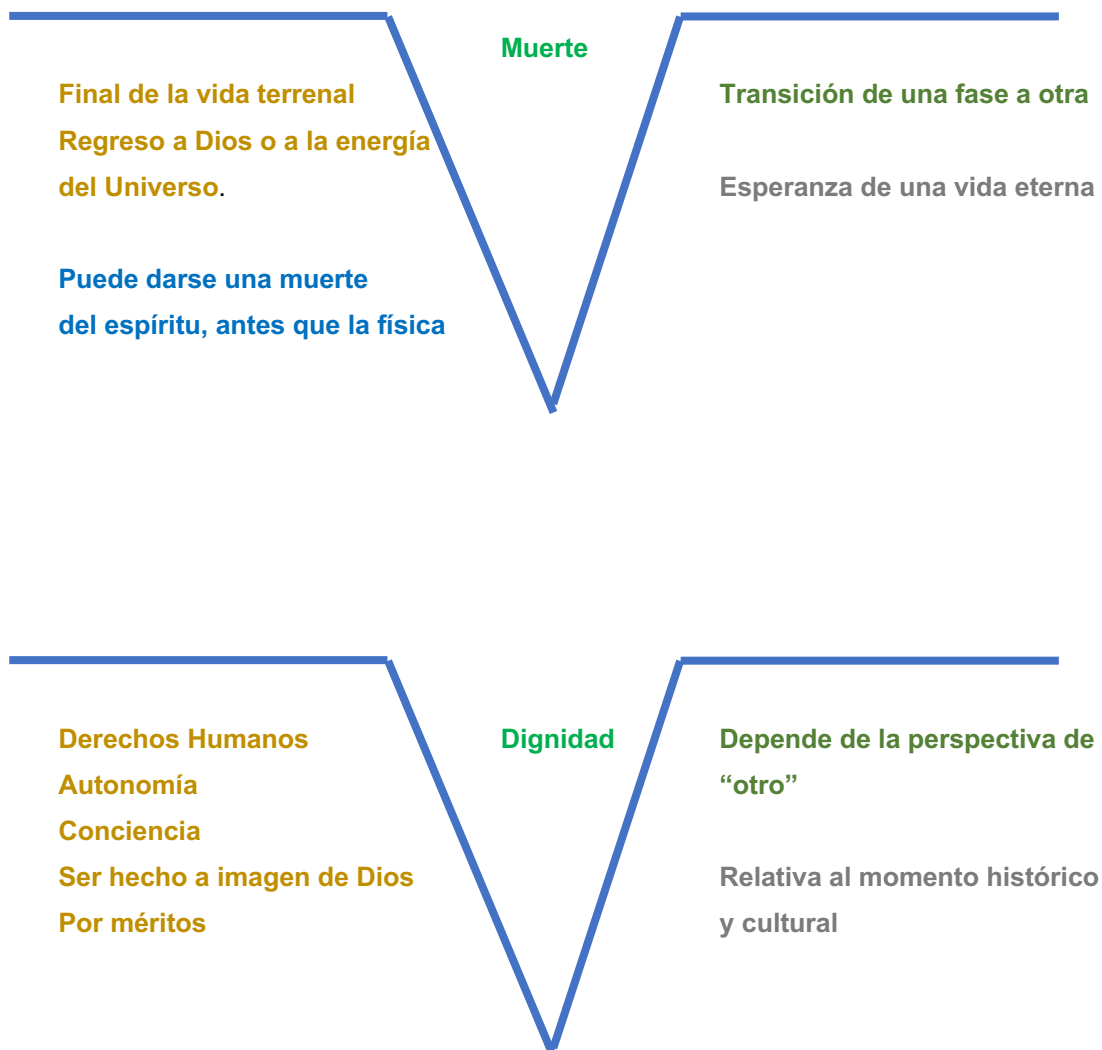 Muerte
Final de la vida terrenal
Regreso a Dios o a la energía
del Universo.
Puede darse una muerte
del espíritu, antes que la física
Transición de una fase a otra
Esperanza de una vida eterna
Dignidad
Derechos Humanos
Autonomía
Conciencia
Ser hecho a imagen de Dios
Por méritos
Depende de la perspectiva de
“otro”
Relativa al momento histórico
y cultural